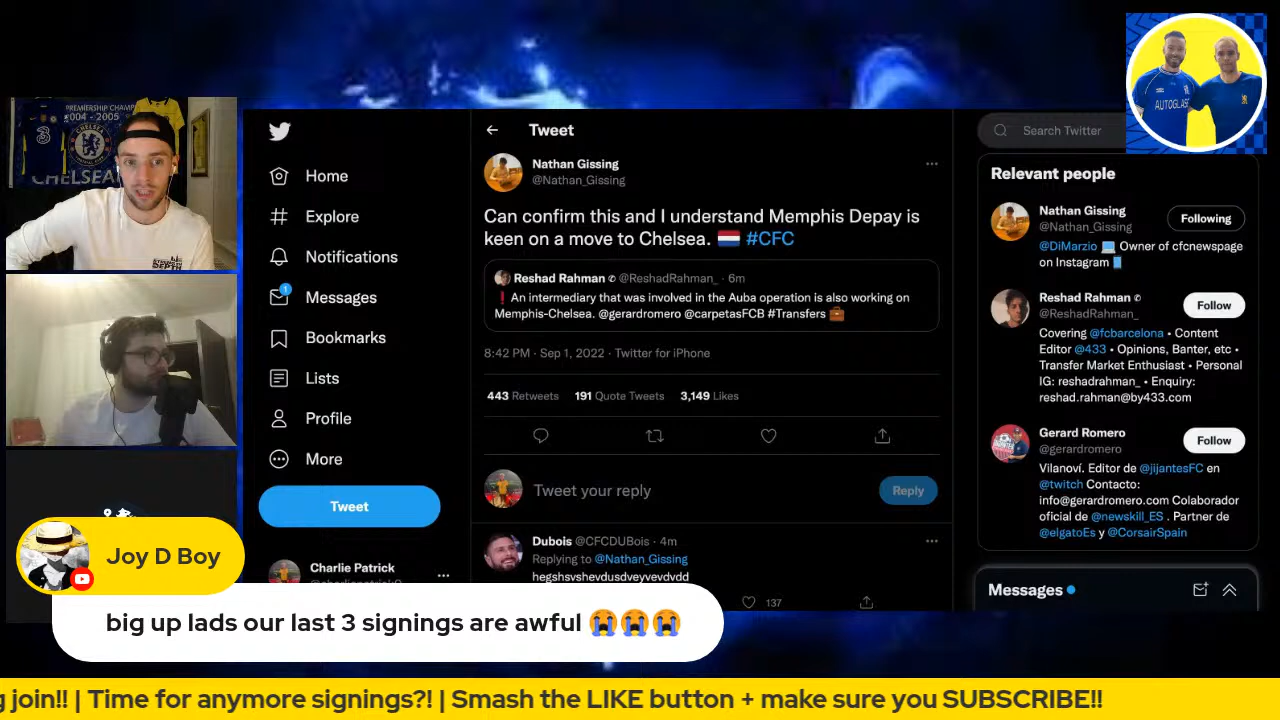 PREMIERSHIP CHAMP
2004 - 2005
CHELSEA
AUTOGLASS
Home
Explore
Notifications
1
Messages
Bookmarks
Lists
Profile
More
Tweet
Charlie Patrick
Tweet
Nathan Gissing
@Nathan_Gissing
Can confirm this and I understand Memphis Depay is
keen on a move to Chelsea. 🇳🇱 #CFC
Reshad Rahman ✆ @ReshadRahman_ · 6m
❗ An intermediary that was involved in the Auba operation is also working on
Memphis-Chelsea. @gerardromero @carpetasFCB #Transfers 💼
8:42 PM · Sep 1, 2022 · Twitter for iPhone
443 Retweets 191 Quote Tweets 3,149 Likes
Tweet your reply
Reply
Dubois @CFCDUBois · 4m
Replying to @Nathan_Gissing
hegshsvshevdusdveyvevdvdd
137
Search Twitter
Relevant people
Nathan Gissing
@Nathan_Gissing
Following
@DiMarzio 💻 Owner of cfcnewspage
on Instagram 📘
Reshad Rahman ✆
@ReshadRahman_
Follow
Covering @fcbarcelona • Content
Editor @433 • Opinions, Banter, etc •
Transfer Market Enthusiast • Personal
IG: reshadrahman_ • Enquiry:
reshad.rahman@by433.com
Gerard Romero
@gerardromero
Follow
Vilanoví. Editor de @jijantesFC en
@twitch Contacto:
info@gerardromero.com Colaborador
oficial de @newskill_ES . Partner de
@elgatoEs y @CorsairSpain
Messages
Joy D Boy
big up lads our last 3 signings are awful 😭😭😭
g join!! | Time for anymore signings?! | Smash the LIKE button + make sure you SUBSCRIBE!!